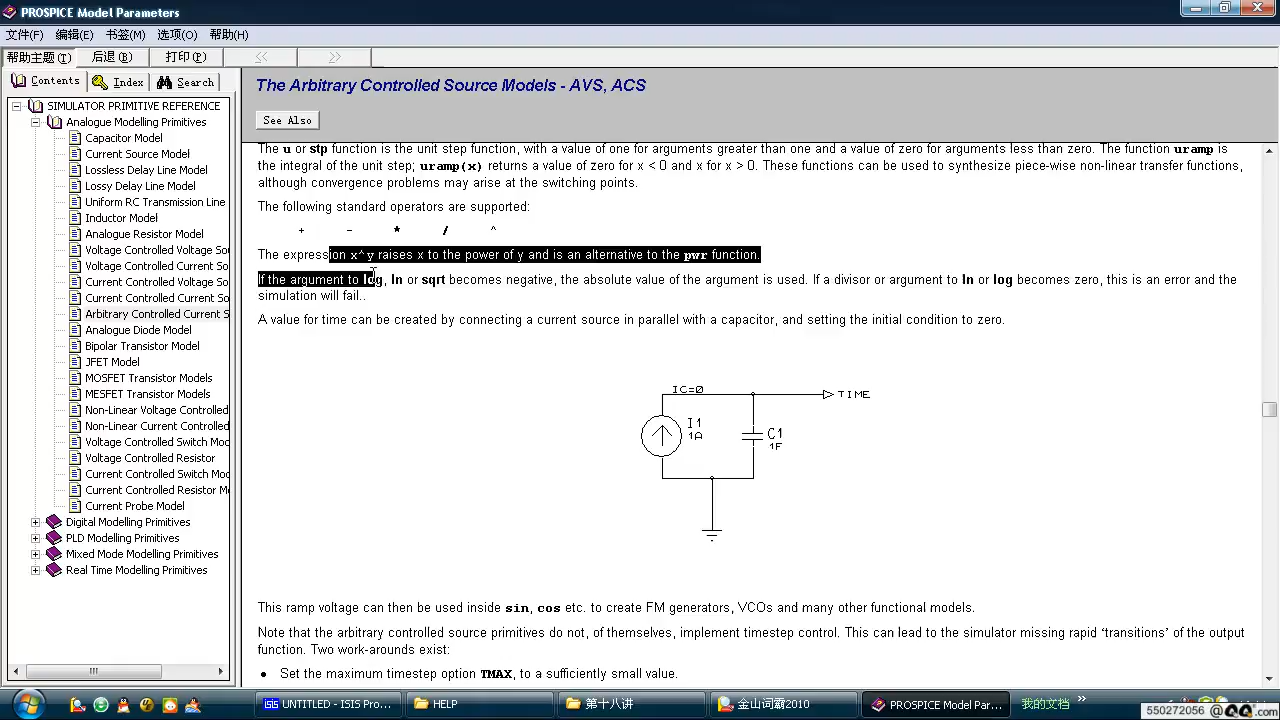 PROSPICE Model Parameters
文件(F) 编辑(E) 书签(M) 选项(O) 帮助(H)
帮助主题(T) 后退(B) 打印(P) << >>
Contents Index Search
SIMULATOR PRIMITIVE REFERENCE
Analogue Modelling Primitives
Capacitor Model
Current Source Model
Lossless Delay Line Model
Lossy Delay Line Model
Uniform RC Transmission Line
Inductor Model
Analogue Resistor Model
Voltage Controlled Voltage So
Voltage Controlled Current So
Current Controlled Voltage So
Current Controlled Current So
Arbitrary Controlled Current S
Analogue Diode Model
Bipolar Transistor Model
JFET Model
MOSFET Transistor Models
MESFET Transistor Models
Non-Linear Voltage Controlled
Non-Linear Current Controlled
Voltage Controlled Switch Mod
Voltage Controlled Resistor
Current Controlled Switch Mod
Current Controlled Resistor M
Current Probe Model
Digital Modelling Primitives
PLD Modelling Primitives
Mixed Mode Modelling Primitives
Real Time Modelling Primitives
The Arbitrary Controlled Source Models - AVS, ACS
See Also
The u or stp function is the unit step function, with a value of one for arguments greater than one and a value of zero for arguments less than zero. The function uramp is
the integral of the unit step; uramp(x) returns a value of zero for x < 0 and x for x > 0. These functions can be used to synthesize piece-wise non-linear transfer functions,
although convergence problems may arise at the switching points.
The following standard operators are supported:
+ - * / ^
The expression x^y raises x to the power of y and is an alternative to the pwr function.
If the argument to log, ln or sqrt becomes negative, the absolute value of the argument is used. If a divisor or argument to ln or log becomes zero, this is an error and the
simulation will fail..
A value for time can be created by connecting a current source in parallel with a capacitor, and setting the initial condition to zero.
IC=0
TIME
I1
1A
C1
1F
This ramp voltage can then be used inside sin, cos etc. to create FM generators, VCOs and many other functional models.
Note that the arbitrary controlled source primitives do not, of themselves, implement timestep control. This can lead to the simulator missing rapid ‘transitions’ of the output
function. Two work-arounds exist:
• Set the maximum timestep option TMAX, to a sufficiently small value.
ISIS UNTITLED - ISIS Pro... HELP 第十八讲 金山词霸2010 PROSPICE Model Par... 我的文档 »
550272056 @QQ.com